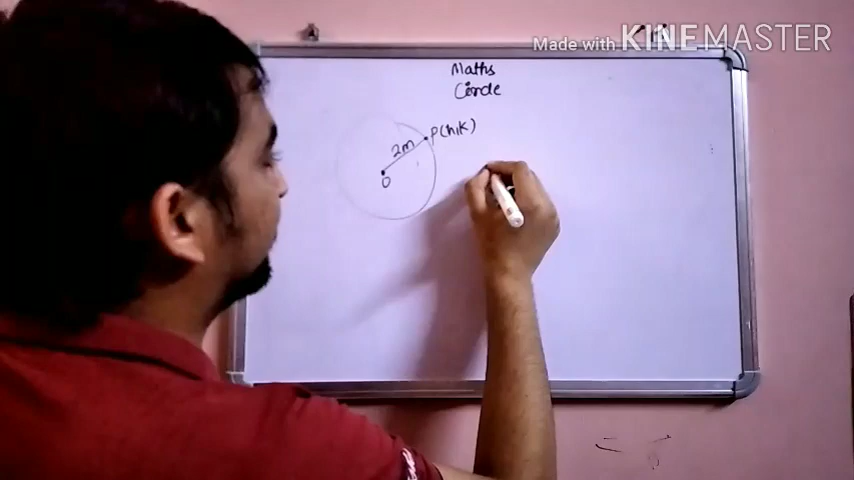 Made with KINEMASTER
Maths
Circle
P(h,k)
2m
O